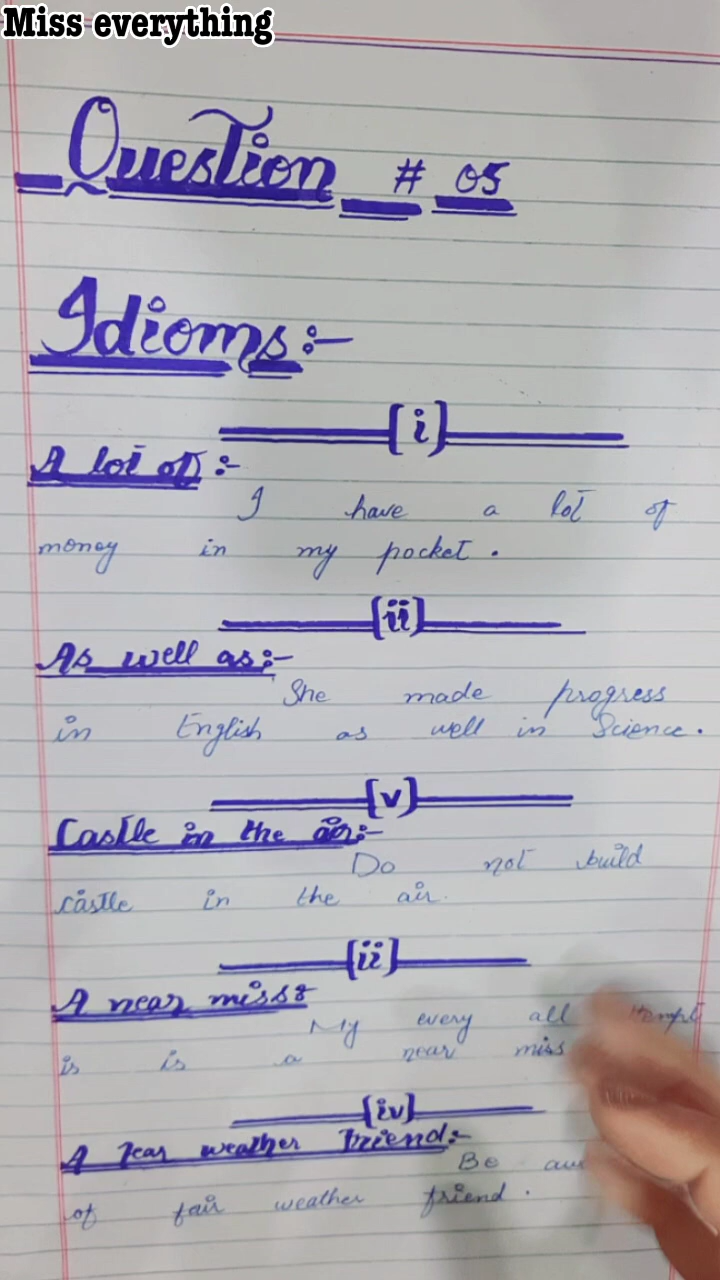 Miss everything
Question # 05
Idioms:-
[i]
A lot of:-
I have a lot of
money in my pocket.
[ii]
As well as:-
She made progress
in English as well in Science.
[v]
Castle in the air:-
Do not build
castle in the air.
[ii]
A near miss:
My every all
is is a near miss
[iv]
A fear weather friend:-
Be
of fair weather friend.